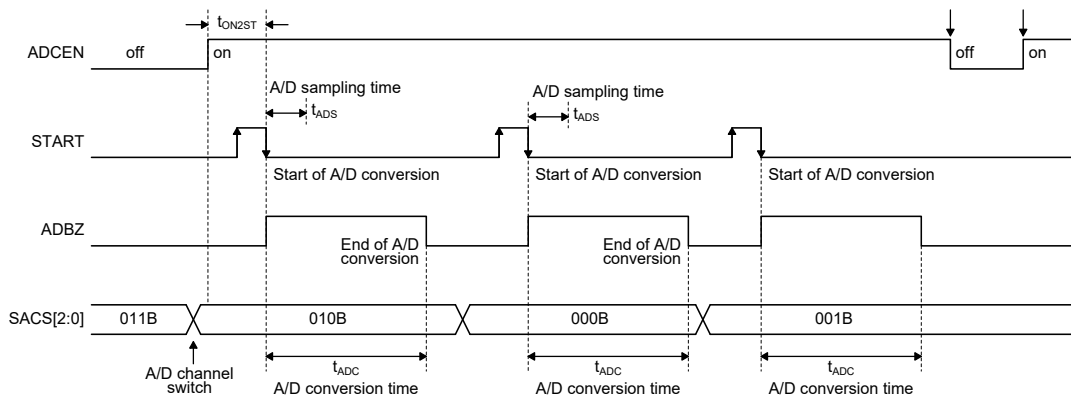 tON2ST
ADCEN off on off on
A/D sampling time A/D sampling time
tADS tADS
START
Start of A/D conversion Start of A/D conversion Start of A/D conversion
ADBZ
End of A/D conversion End of A/D conversion
SACS[2:0] 011B 010B 000B 001B
A/D channel switch
tADC tADC tADC
A/D conversion time A/D conversion time A/D conversion time